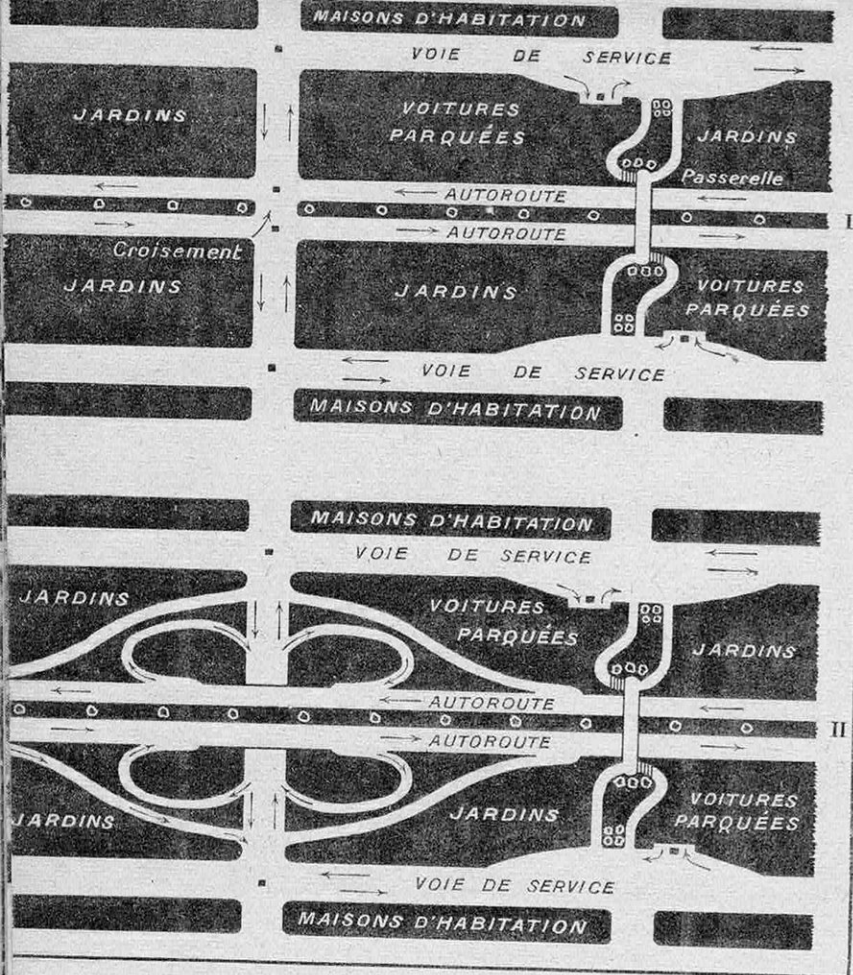 MAISONS D'HABITATION
VOIE DE SERVICE
JARDINS
VOITURES
PARQUÉES
JARDINS
Passerelle
AUTOROUTE
I
AUTOROUTE
Croisement
JARDINS
JARDINS
VOITURES
PARQUÉES
VOIE DE SERVICE
MAISONS D'HABITATION
MAISONS D'HABITATION
VOIE DE SERVICE
JARDINS
VOITURES
PARQUÉES
JARDINS
AUTOROUTE
II
AUTOROUTE
JARDINS
JARDINS
VOITURES
PARQUÉES
VOIE DE SERVICE
MAISONS D'HABITATION